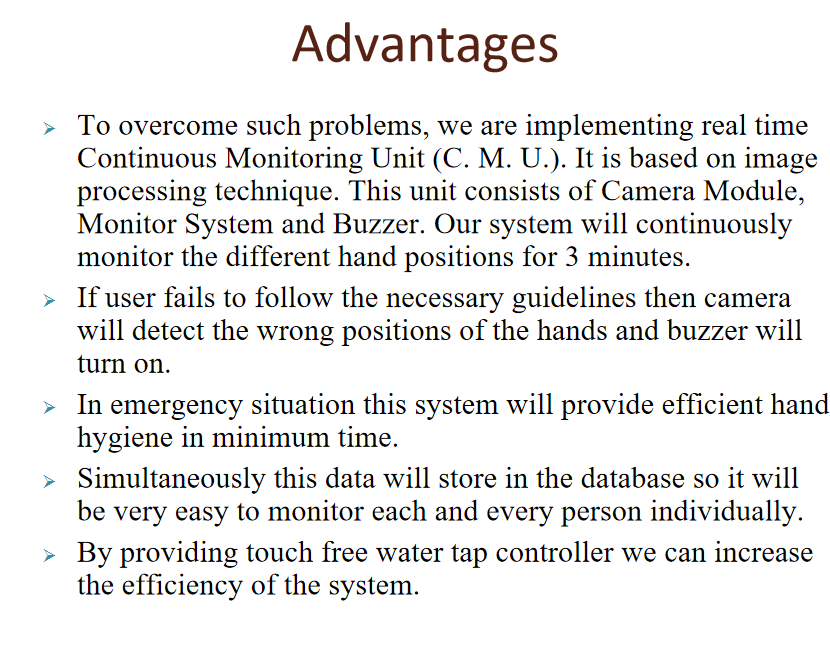 Advantages
To overcome such problems, we are implementing real time
Continuous Monitoring Unit (C. M. U.). It is based on image
processing technique. This unit consists of Camera Module,
Monitor System and Buzzer. Our system will continuously
monitor the different hand positions for 3 minutes.
If user fails to follow the necessary guidelines then camera
will detect the wrong positions of the hands and buzzer will
turn on.
In emergency situation this system will provide efficient hand
hygiene in minimum time.
Simultaneously this data will store in the database so it will
be very easy to monitor each and every person individually.
By providing touch free water tap controller we can increase
the efficiency of the system.